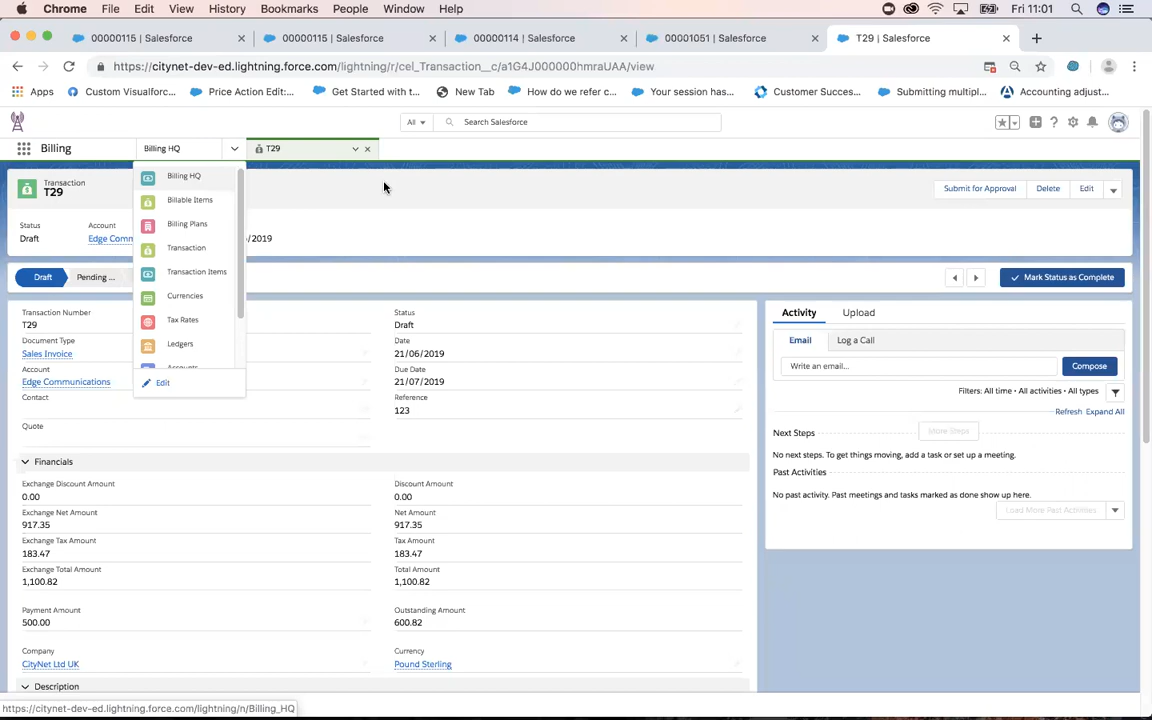 Chrome File Edit View History Bookmarks People Window Help Fri 11:01
00000115 | Salesforce 00000115 | Salesforce 00000114 | Salesforce 00001051 | Salesforce T29 | Salesforce
https://citynet-dev-ed.lightning.force.com/lightning/r/cel_Transaction__c/a1G4J000000hmraUAA/view
Apps Custom Visualforc... Price Action Edit:... Get Started with t... New Tab How do we refer c... Your session has... Customer Succes... Submitting multipl... Accounting adjust...
All Search Salesforce
Billing Billing HQ T29
Transaction
T29
Submit for Approval Delete Edit
Status Account
Draft Edge Comm /2019
Draft Pending ... Mark Status as Complete
Billing HQ
Billable Items
Billing Plans
Transaction
Transaction Items
Currencies
Tax Rates
Ledgers
Accounts
Edit
Transaction Number Status
T29 Draft
Document Type Date
Sales Invoice 21/06/2019
Account Due Date
Edge Communications 21/07/2019
Contact Reference
123
Quote
Financials
Exchange Discount Amount Discount Amount
0.00 0.00
Exchange Net Amount Net Amount
917.35 917.35
Exchange Tax Amount Tax Amount
183.47 183.47
Exchange Total Amount Total Amount
1,100.82 1,100.82
Payment Amount Outstanding Amount
500.00 600.82
Company Currency
CityNet Ltd UK Pound Sterling
Description
Activity Upload
Email Log a Call
Write an email... Compose
Filters: All time • All activities • All types
Refresh Expand All
Next Steps More Steps
No next steps. To get things moving, add a task or set up a meeting.
Past Activities
No past activity. Past meetings and tasks marked as done show up here.
Load More Past Activities
https://citynet-dev-ed.lightning.force.com/lightning/n/Billing_HQ